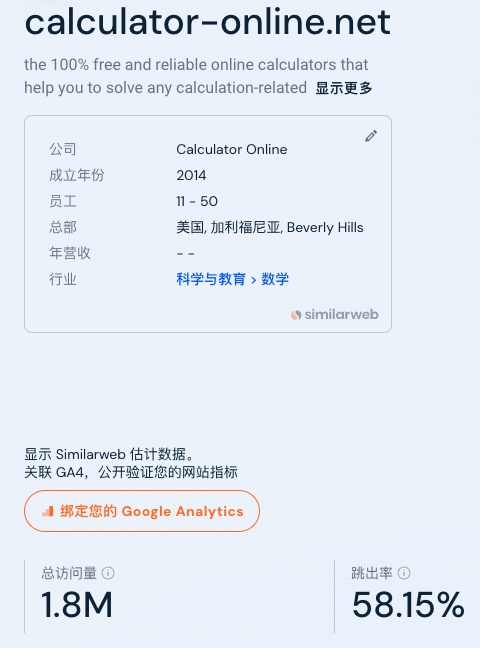 calculator-online.net
the 100% free and reliable online calculators that
help you to solve any calculation-related 显示更多
公司 Calculator Online
成立年份 2014
员工 11 - 50
总部 美国, 加利福尼亚, Beverly Hills
年营收 - -
行业 科学与教育 > 数学
similarweb
显示 Similarweb 估计数据。
关联 GA4，公开验证您的网站指标
绑定您的 Google Analytics
总访问量 跳出率
1.8M 58.15%